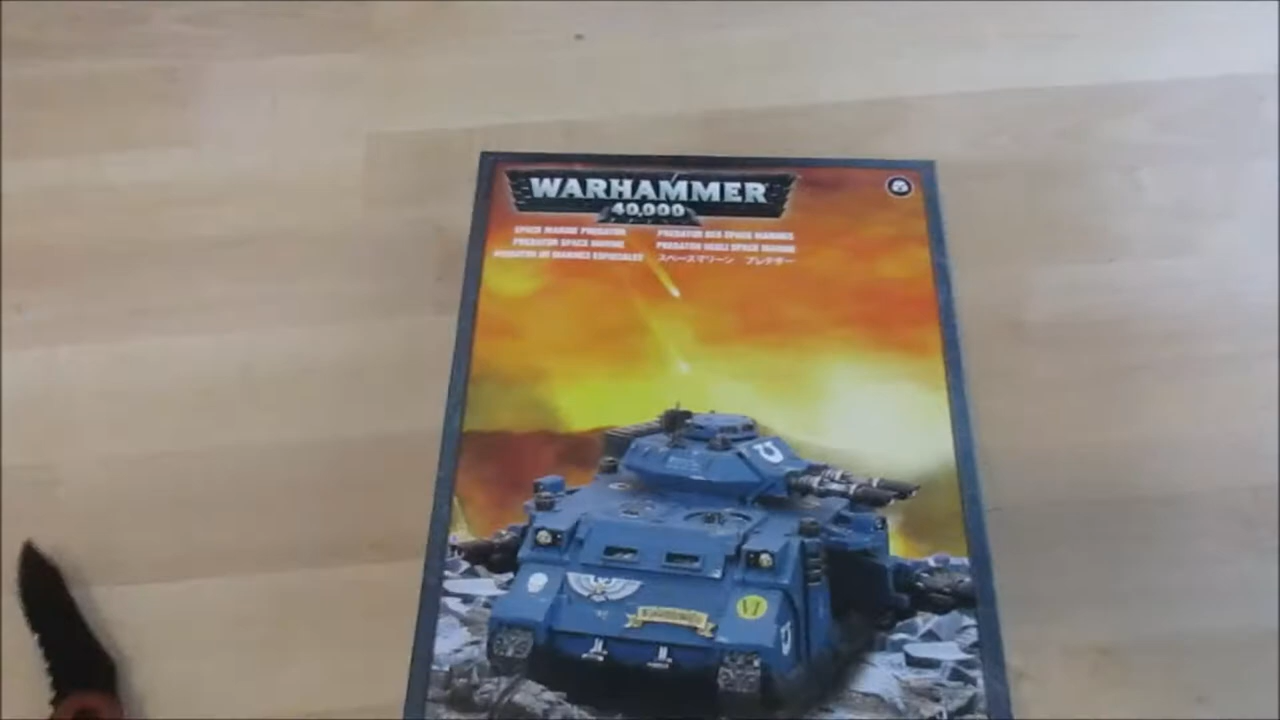 WARHAMMER
40,000
SPACE MARINE PREDATOR
PREDATOR SPACE MARINE
PREDATOR DE MARINES ESPACIALES
PREDATOR DES SPACE MARINES
PREDATOR DEGLI SPACE MARINE
スペースマリーン プレデター
VI